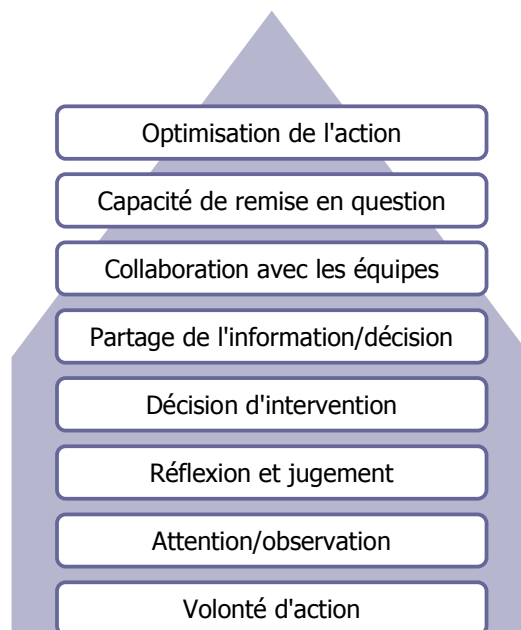 Optimisation de l'action
Capacité de remise en question
Collaboration avec les équipes
Partage de l'information/décision
Décision d'intervention
Réflexion et jugement
Attention/observation
Volonté d'action